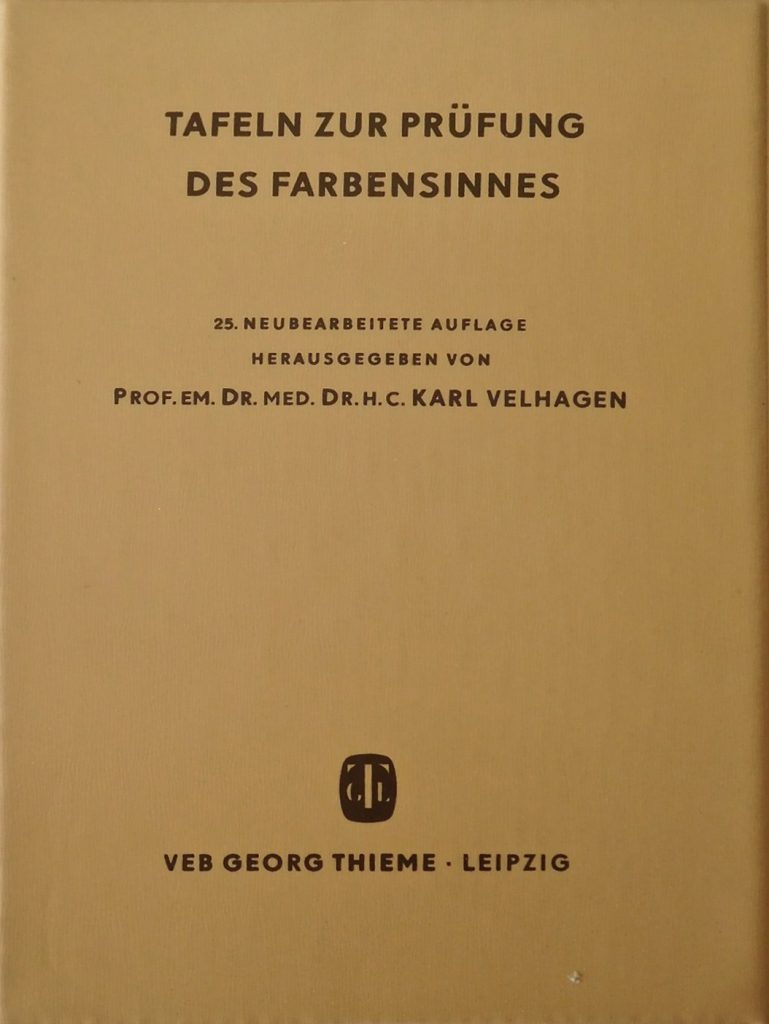 TAFELN ZUR PRÜFUNG
DES FARBENSINNES
25. NEUBEARBEITETE AUFLAGE
HERAUSGEGEBEN VON
PROF. EM. DR. MED. DR. H. C. KARL VELHAGEN
GTL
VEB GEORG THIEME · LEIPZIG